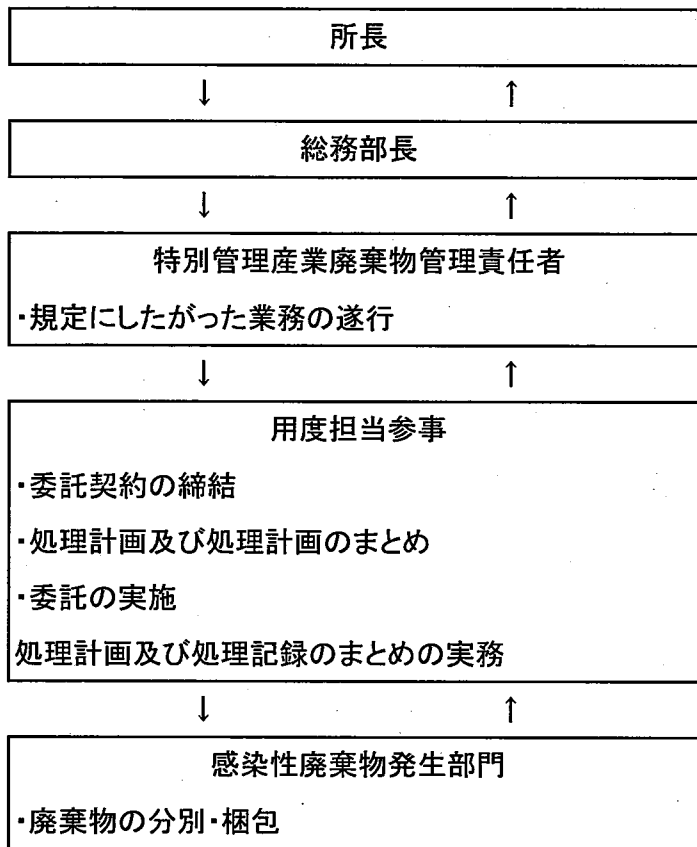 所長
↓ ↑
総務部長
↓ ↑
特別管理産業廃棄物管理責任者
・規定にしたがった業務の遂行
↓ ↑
用度担当参事
・委託契約の締結
・処理計画及び処理計画のまとめ
・委託の実施
処理計画及び処理記録のまとめの実務
↓ ↑
感染性廃棄物発生部門
・廃棄物の分別・梱包